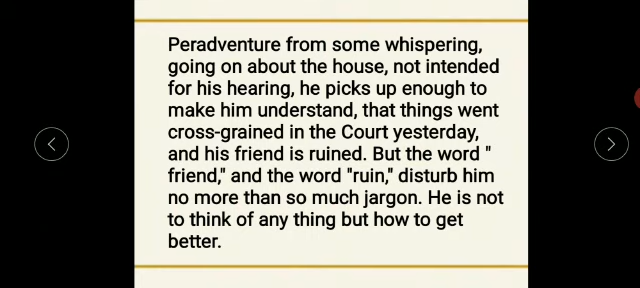 Peradventure from some whispering,
going on about the house, not intended
for his hearing, he picks up enough to
make him understand, that things went
cross-grained in the Court yesterday,
and his friend is ruined. But the word "
friend," and the word "ruin," disturb him
no more than so much jargon. He is not
to think of any thing but how to get
better.